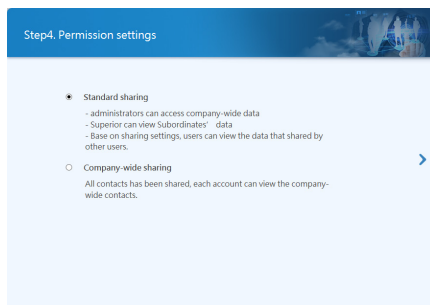 Step4. Permission settings
Standard sharing
- administrators can access company-wide data
- Superior can view Subordinates' data
- Base on sharing settings, users can view the data that shared by
other users.
Company-wide sharing
All contacts has been shared, each account can view the company-
wide contacts.